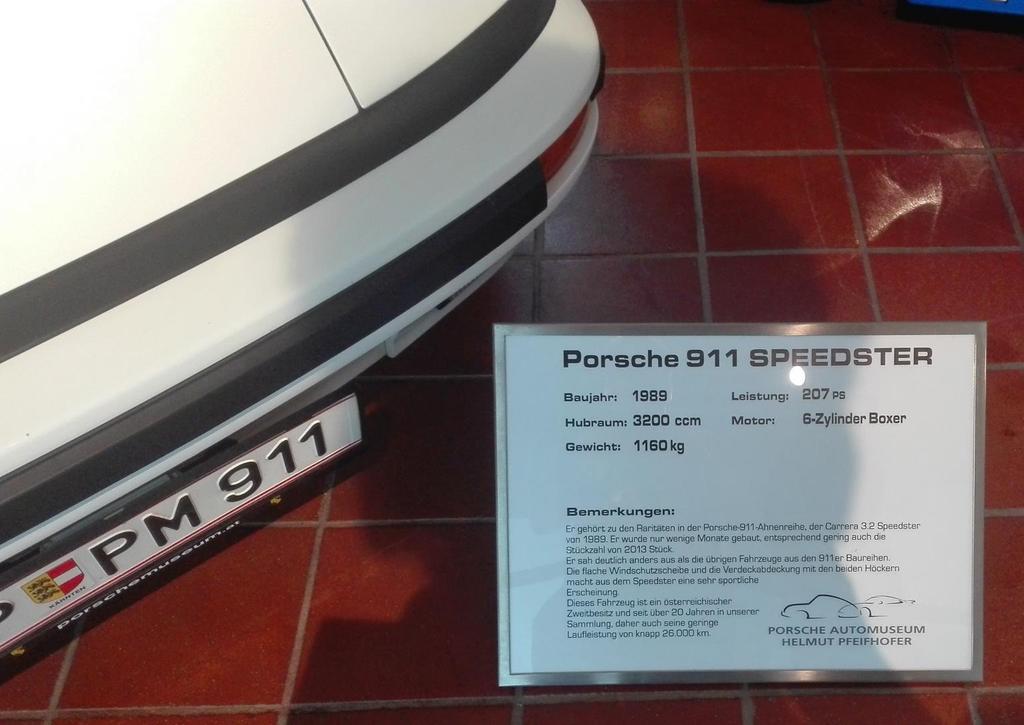 PM 911
KÄRNTEN
porschemuseum.at
Porsche 911 SPEEDSTER
Baujahr: 1989 Leistung: 207 PS
Hubraum: 3200 ccm Motor: 6-Zylinder Boxer
Gewicht: 1160 kg
Bemerkungen:
Er gehört zu den Raritäten in der Porsche-911-Ahnenreihe, der Carrera 3.2 Speedster
von 1989. Er wurde nur wenige Monate gebaut, entsprechend gering auch die
Stückzahl von 2013 Stück.
Er sah deutlich anders aus als die übrigen Fahrzeuge aus den 911er Baureihen.
Die flache Windschutzscheibe und die Verdeckabdeckung mit den beiden Höckern
macht aus dem Speedster eine sehr sportliche
Erscheinung.
Dieses Fahrzeug ist ein österreichischer
Zweitbesitz und seit über 20 Jahren in unserer
Sammlung, daher auch seine geringe
Laufleistung von knapp 26.000 km.
PORSCHE AUTOMUSEUM
HELMUT PFEIFHOFER